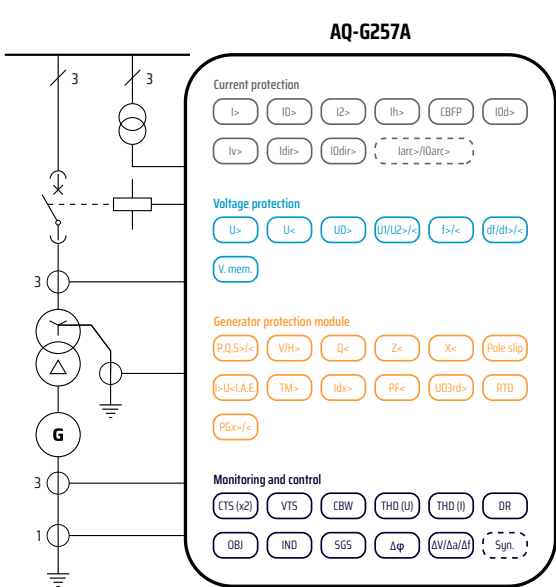 AQ-G257A
3
3
Current protection
I>
I0>
I2>
Ih>
CBFP
I0d>
Iv>
Idir>
I0dir>
Iarc>/I0arc>
Voltage protection
U>
U<
U0>
U1/U2>/<
f>/<
df/dt>/<
V. mem.
3
Generator protection module
P,Q,S>/<
V/H>
Q<
Z<
X<
Pole slip
I>U<I.A.E.
TM>
Idx>
PF<
U03rd>
RTD
PGx>/<
G
Monitoring and control
3
CTS (x2)
VTS
CBW
THD (U)
THD (I)
DR
1
OBJ
IND
SGS
Δφ
ΔV/Δa/Δf
Syn.